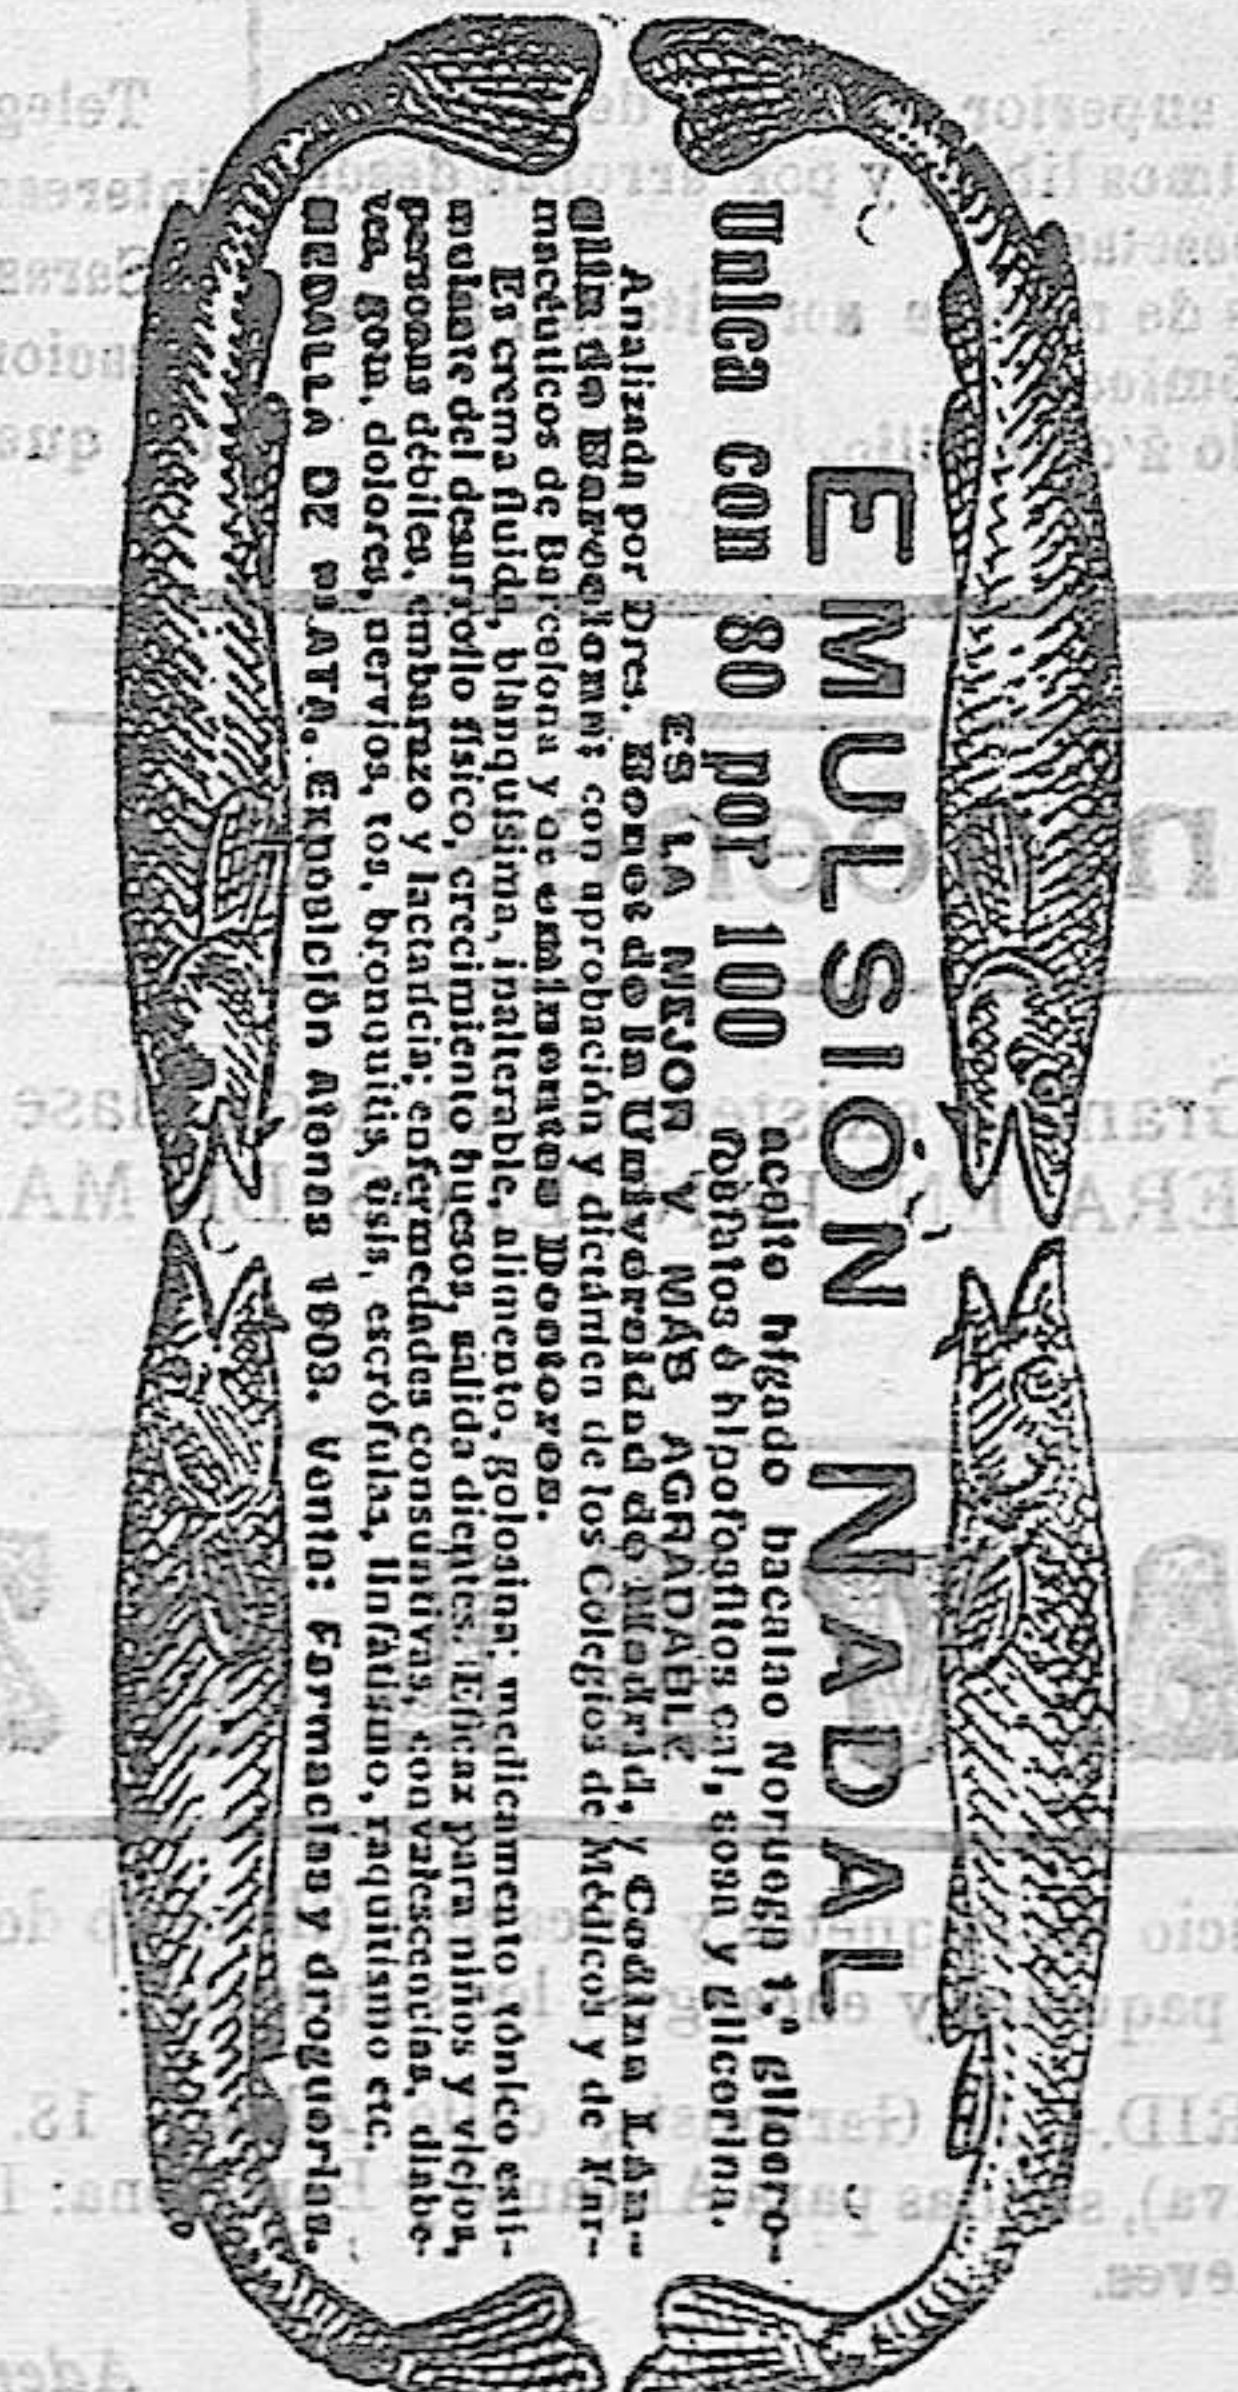 EMULSIÓN NADAL
Unica con 80 por 100 aceite hígado bacalao Noruega 1.ª glicero-
fosfatos é hipofosfitos cal, sosa y glicerina.
ES LA MEJOR Y MÁS AGRADABLE
Analizada por Dres. Bonet de la Universidad de Madrid, y Codina Lán-
glin de Barcelona; con aprobación y dictámen de los Colegios de Médicos y de Far-
macéuticos de Barcelona y de eminentes Doctores.
Es crema fluida, blanquísima, inalterable, alimento, golosina; medicamento tónico esti-
mulante del desarrollo físico, crecimiento huesos, salida dientes. Eficaz para niños y viejos,
personas débiles, embarazo y lactancia; enfermedades consuntivas, convalescencias, diabe-
tes, gota, dolores, nervios, tos, bronquitis, tisis, escrófulas, linfatismo, raquitismo etc.
MEDALLA DE PLATA. Exposición Atenas 1903. Venta: Farmacias y droguerías.